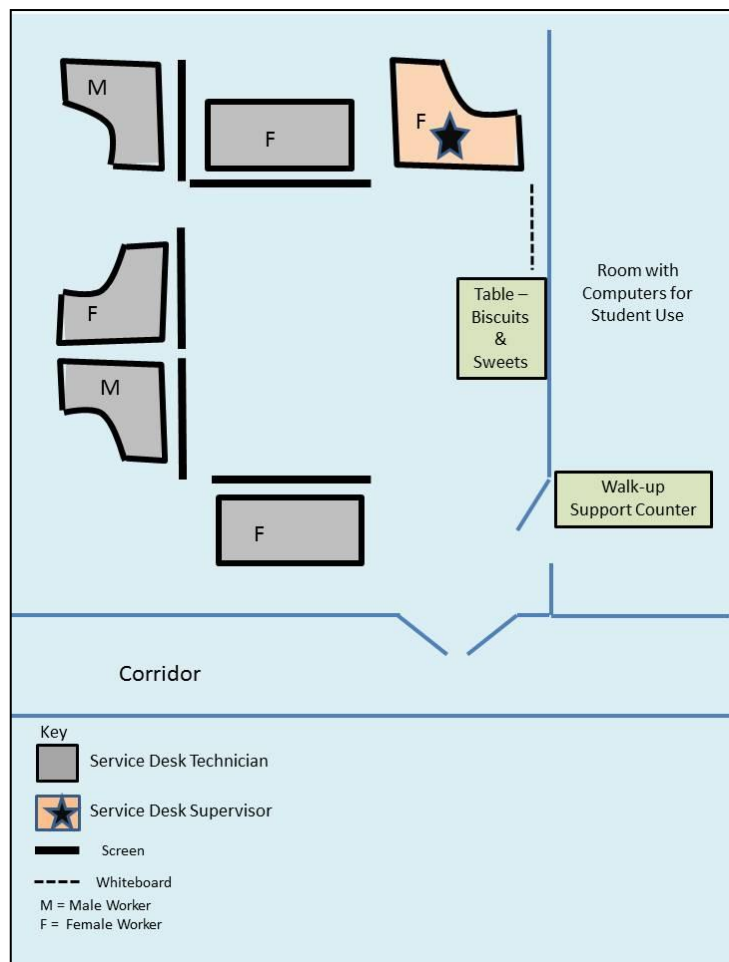 M
F
F
F
M
F
Room with
Computers for
Student Use
Table –
Biscuits
&
Sweets
Walk-up
Support Counter
Corridor
Key
Service Desk Technician
Service Desk Supervisor
Screen
Whiteboard
M = Male Worker
F = Female Worker